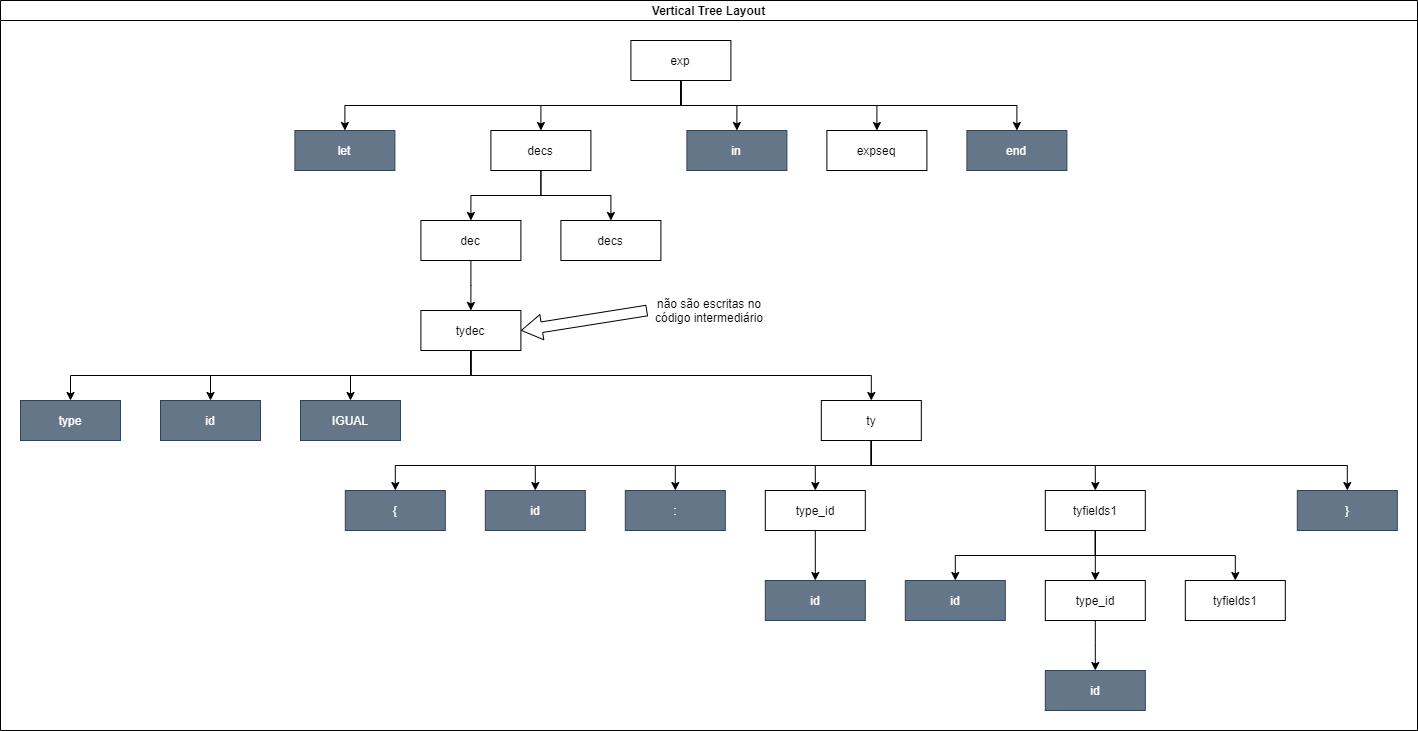 Vertical Tree Layout
exp
let
decs
in
expseq
end
dec
decs
não são escritas no
código intermediário
tydec
type
id
IGUAL
ty
{
id
:
type_id
tyfields1
}
id
id
type_id
tyfields1
id